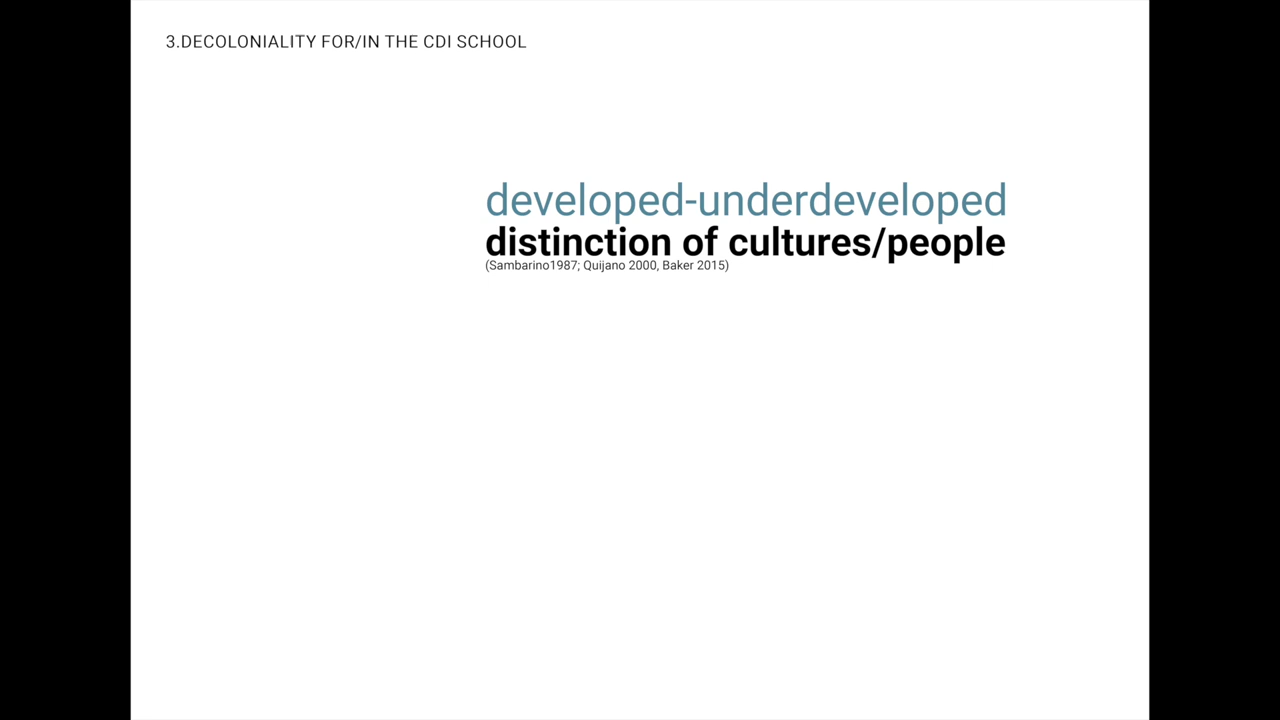 3.DECOLONIALITY FOR/IN THE CDI SCHOOL
developed-underdeveloped
distinction of cultures/people
(Sambarino1987; Quijano 2000, Baker 2015)